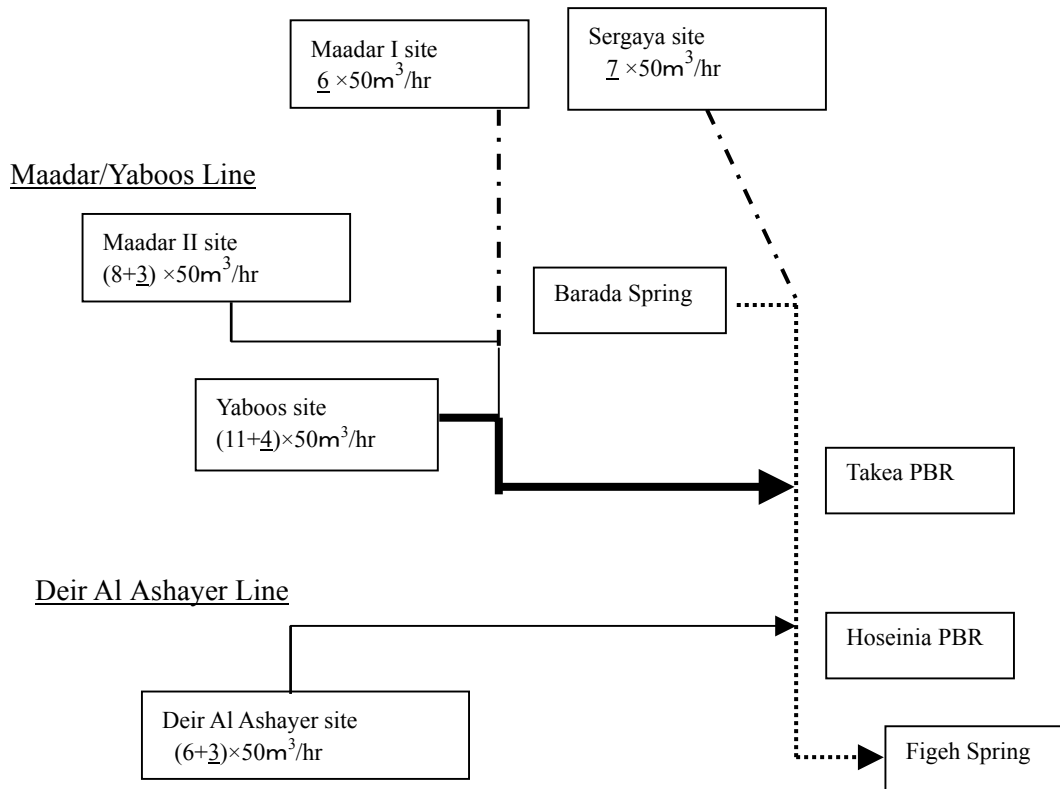 Maadar I site
6 ×50m³/hr
Sergaya site
7 ×50m³/hr
Maadar/Yaboos Line
Maadar II site
(8+3) ×50m³/hr
Barada Spring
Yaboos site
(11+4)×50m³/hr
Takea PBR
Deir Al Ashayer Line
Hoseinia PBR
Deir Al Ashayer site
(6+3)×50m³/hr
Figeh Spring